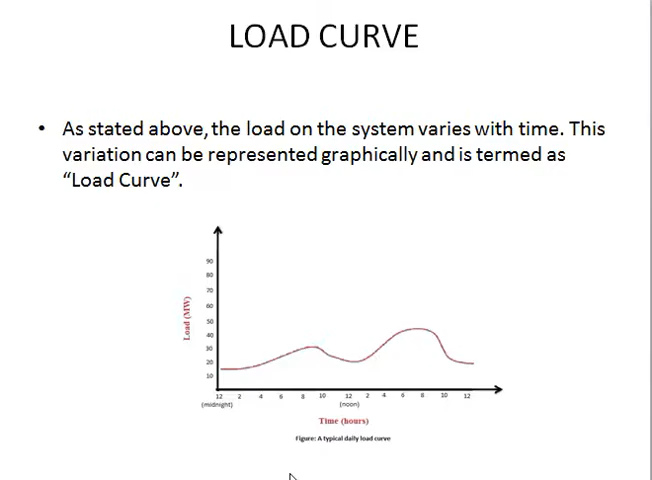 LOAD CURVE
• As stated above, the load on the system varies with time. This
variation can be represented graphically and is termed as
“Load Curve”.
90
80
70
60
50
40
30
20
10
Load (MW)
12 2 4 6 8 10 12 2 4 6 8 10 12
(midnight) (noon)
Time (hours)
Figure: A typical daily load curve